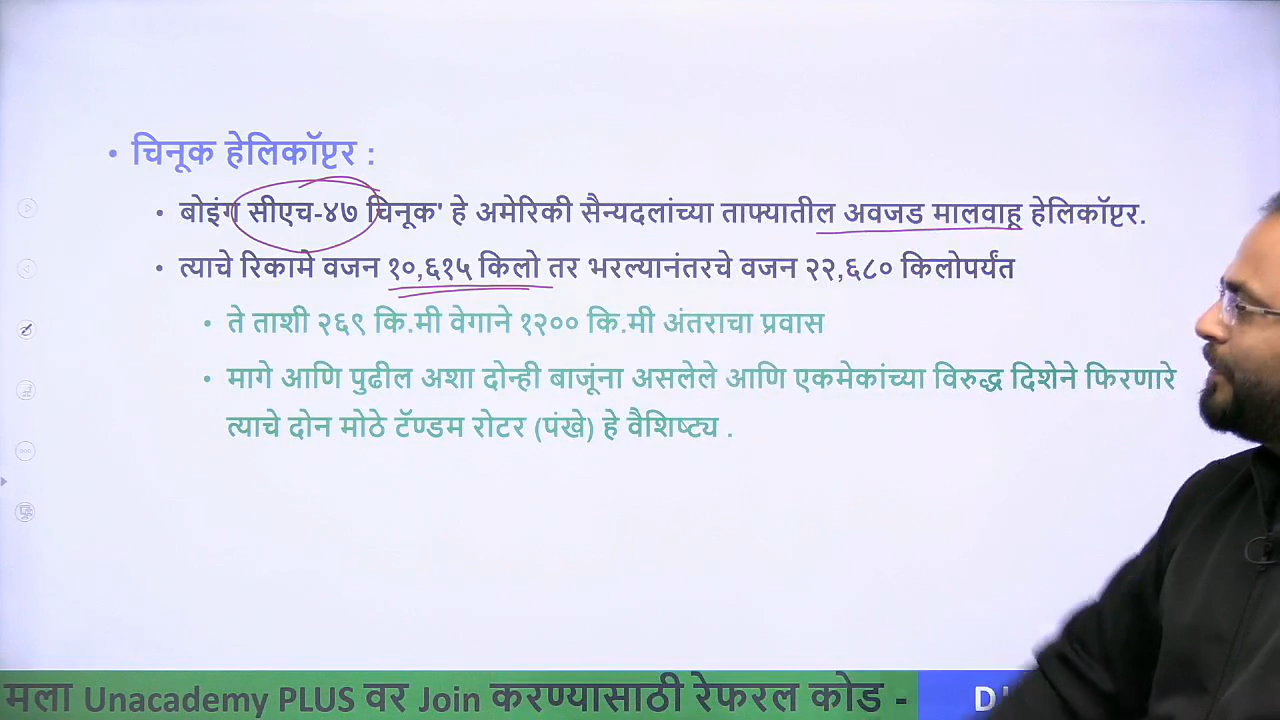 • चिनूक हेलिकॉप्टर :
• बोइंग सीएच-४७ चिनूक' हे अमेरिकी सैन्यदलांच्या ताफ्यातील अवजड मालवाहू हेलिकॉप्टर.
• त्याचे रिकामे वजन १०,६१५ किलो तर भरल्यानंतरचे वजन २२,६८० किलोपर्यंत
• ते ताशी २६९ कि.मी वेगाने १२०० कि.मी अंतराचा प्रवास
• मागे आणि पुढील अशा दोन्ही बाजूंना असलेले आणि एकमेकांच्या विरुद्ध दिशेने फिरणारे
त्याचे दोन मोठे टॅण्डम रोटर (पंखे) हे वैशिष्ट्य .
मला Unacademy PLUS वर Join करण्यासाठी रेफरल कोड -